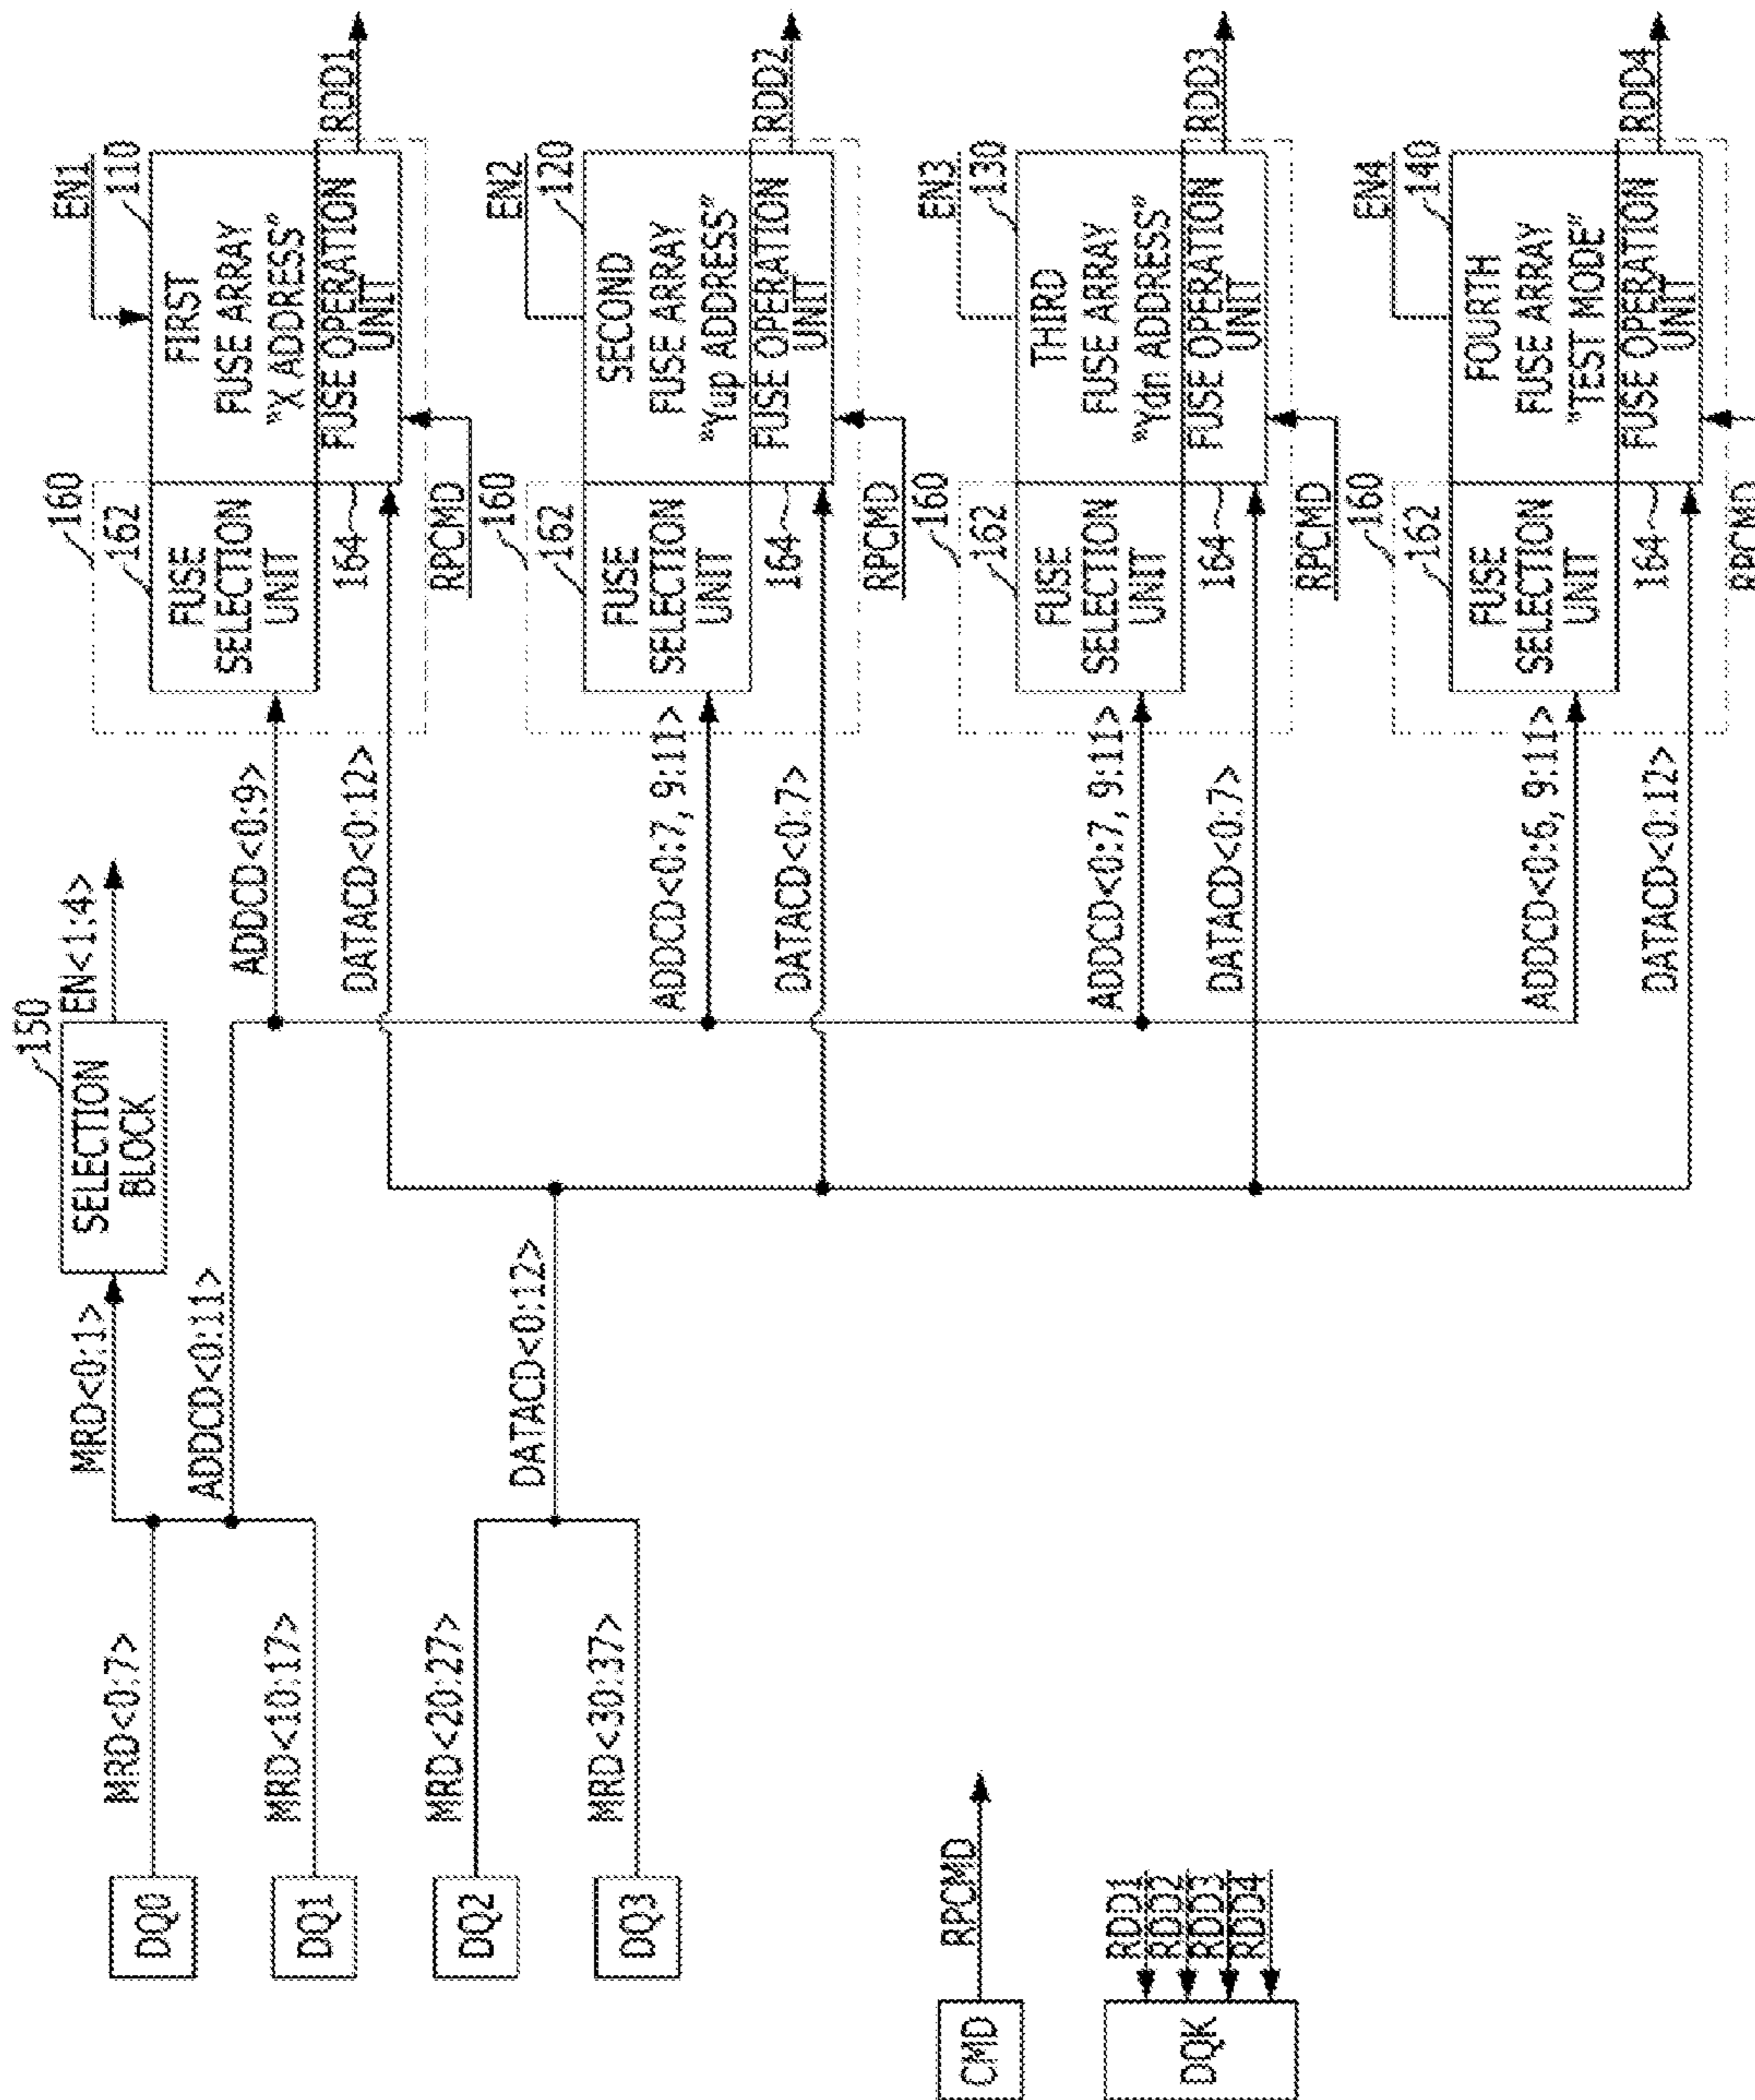 DQ0
MRD<0:7>
DQ1
MRD<10:17>
MRD<0:1>
150
SELECTION
BLOCK
EN<1:4>
ADDCD<0:11>
DQ2
MRD<20:27>
DQ3
MRD<30:37>
DATACD<0:12>
CMD
RPCMD
DQK
RDD1
RDD2
RDD3
RDD4
ADDCD<0:9>
DATACD<0:12>
160
162
FUSE
SELECTION
UNIT
164
RPCMD
EN1
110
FIRST
FUSE ARRAY
"X ADDRESS"
FUSE OPERATION
UNIT
RDD1
ADDCD<0:7, 9:11>
DATACD<0:7>
160
162
FUSE
SELECTION
UNIT
164
RPCMD
EN2
120
SECOND
FUSE ARRAY
"Yup ADDRESS"
FUSE OPERATION
UNIT
RDD2
ADDCD<0:7, 9:11>
DATACD<0:7>
160
162
FUSE
SELECTION
UNIT
164
RPCMD
EN3
130
THIRD
FUSE ARRAY
"Ydn ADDRESS"
FUSE OPERATION
UNIT
RDD3
ADDCD<0:6, 9:11>
DATACD<0:12>
160
162
FUSE
SELECTION
UNIT
164
RPCMD
EN4
140
FOURTH
FUSE ARRAY
"TEST MODE"
FUSE OPERATION
UNIT
RDD4